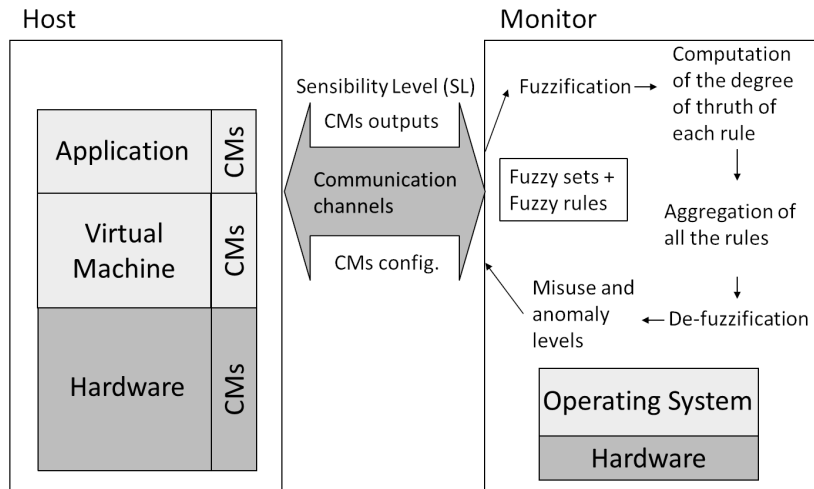 Host
Application
CMs
Virtual
Machine
CMs
Hardware
CMs
Sensibility Level (SL)
CMs outputs
Communication
channels
CMs config.
Monitor
Fuzzification
Computation
of the degree
of thruth of
each rule
Fuzzy sets +
Fuzzy rules
Aggregation of
all the rules
De-fuzzification
Misuse and
anomaly
levels
Operating System
Hardware